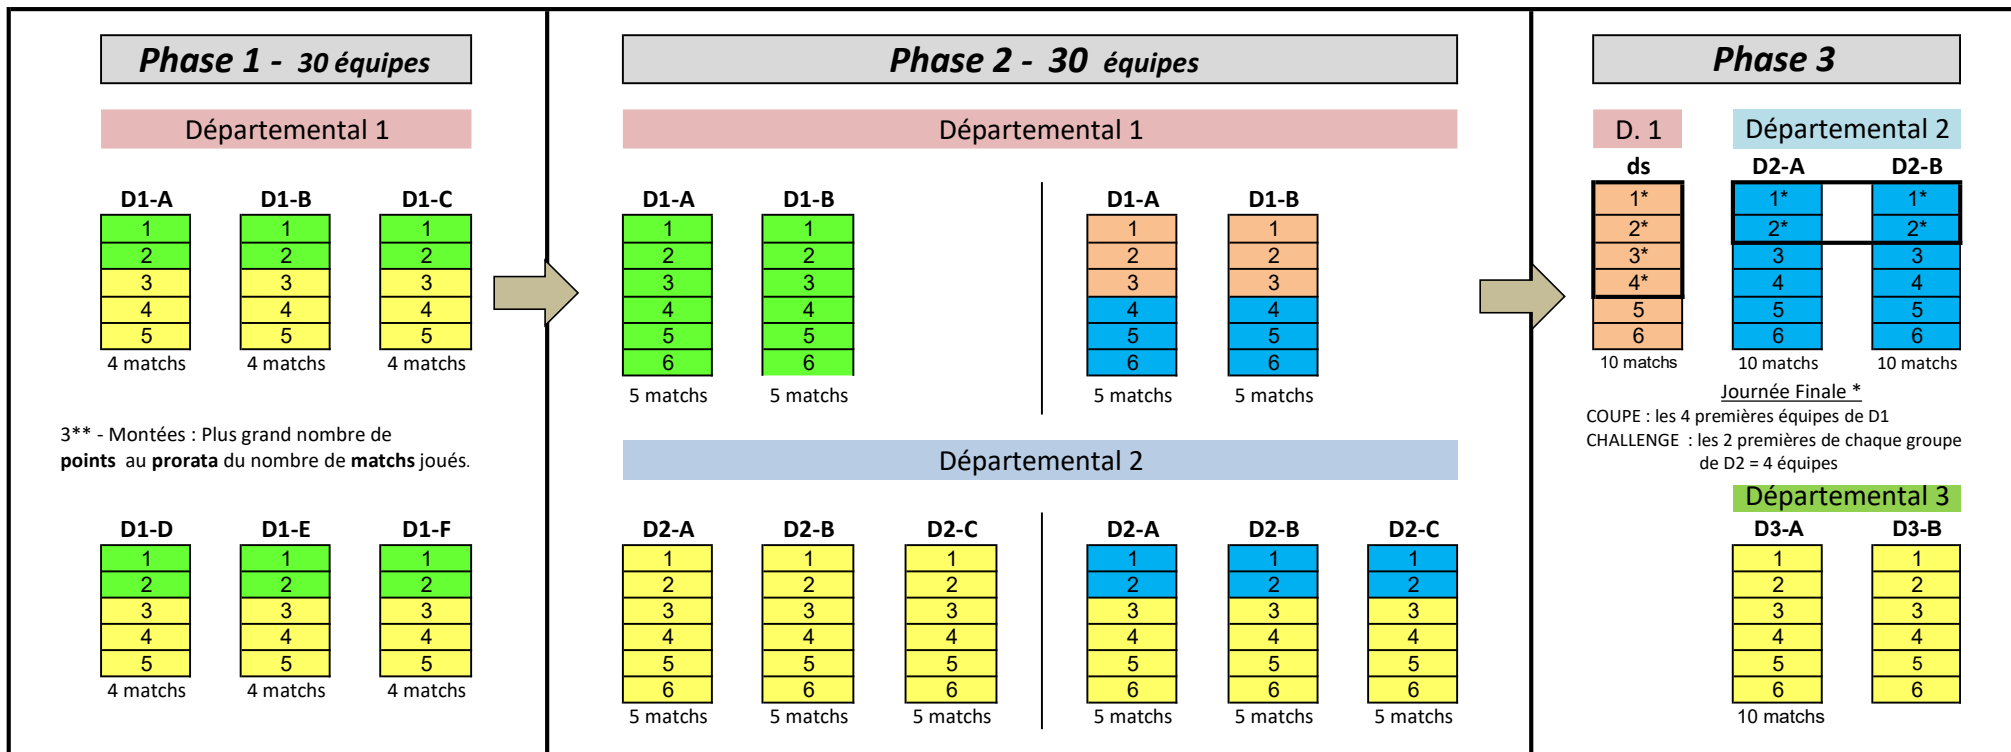 Phase 1 - 30 équipes
Départemental 1
D1-A D1-B D1-C
1 1 1
2 2 2
3 3 3
4 4 4
5 5 5
4 matchs 4 matchs 4 matchs
3** - Montées : Plus grand nombre de
points au prorata du nombre de matchs joués.
D1-D D1-E D1-F
1 1 1
2 2 2
3 3 3
4 4 4
5 5 5
4 matchs 4 matchs 4 matchs
Phase 2 - 30 équipes
Départemental 1
D1-A D1-B D1-A D1-B
1 1 1 1
2 2 2 2
3 3 3 3
4 4 4 4
5 5 5 5
6 6 6 6
5 matchs 5 matchs 5 matchs 5 matchs
Départemental 2
D2-A D2-B D2-C D2-A D2-B D2-C
1 1 1 1 1 1
2 2 2 2 2 2
3 3 3 3 3 3
4 4 4 4 4 4
5 5 5 5 5 5
6 6 6 6 6 6
5 matchs 5 matchs 5 matchs 5 matchs 5 matchs 5 matchs
Phase 3
D. 1 Départemental 2
ds D2-A D2-B
1* 1* 1*
2* 2* 2*
3* 3 3
4* 4 4
5 5 5
6 6 6
10 matchs 10 matchs 10 matchs
Journée Finale *
COUPE : les 4 premières équipes de D1
CHALLENGE : les 2 premières de chaque groupe
de D2 = 4 équipes
Départemental 3
D3-A D3-B
1 1
2 2
3 3
4 4
5 5
6 6
10 matchs